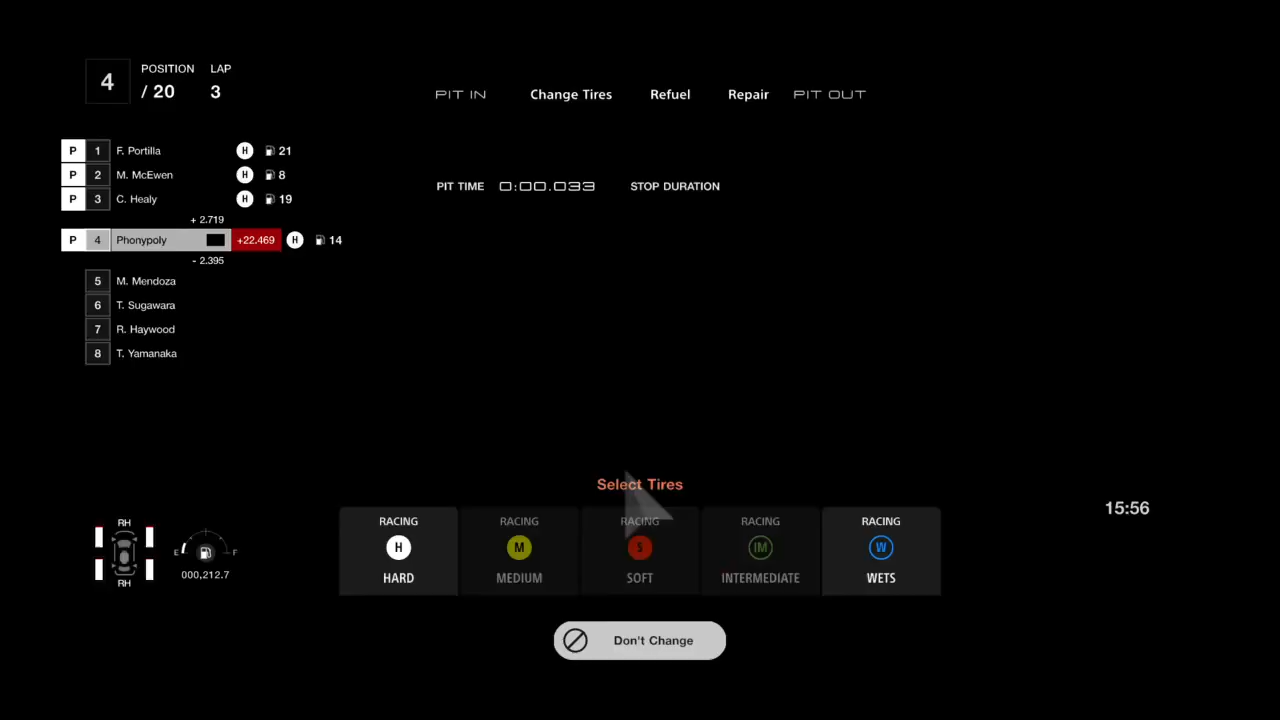 4
POSITION LAP
/ 20 3
PIT IN Change Tires Refuel Repair PIT OUT
P 1 F. Portilla H 21
P 2 M. McEwen H 8
P 3 C. Healy H 19
PIT TIME 0:00.033 STOP DURATION
+ 2.719
P 4 Phonypoly +22.469 H 14
- 2.395
5 M. Mendoza
6 T. Sugawara
7 R. Haywood
8 T. Yamanaka
Select Tires
15:56
RH
RH
E F
000,212.7
RACING RACING RACING RACING RACING
H M S IM W
HARD MEDIUM SOFT INTERMEDIATE WETS
Don't Change